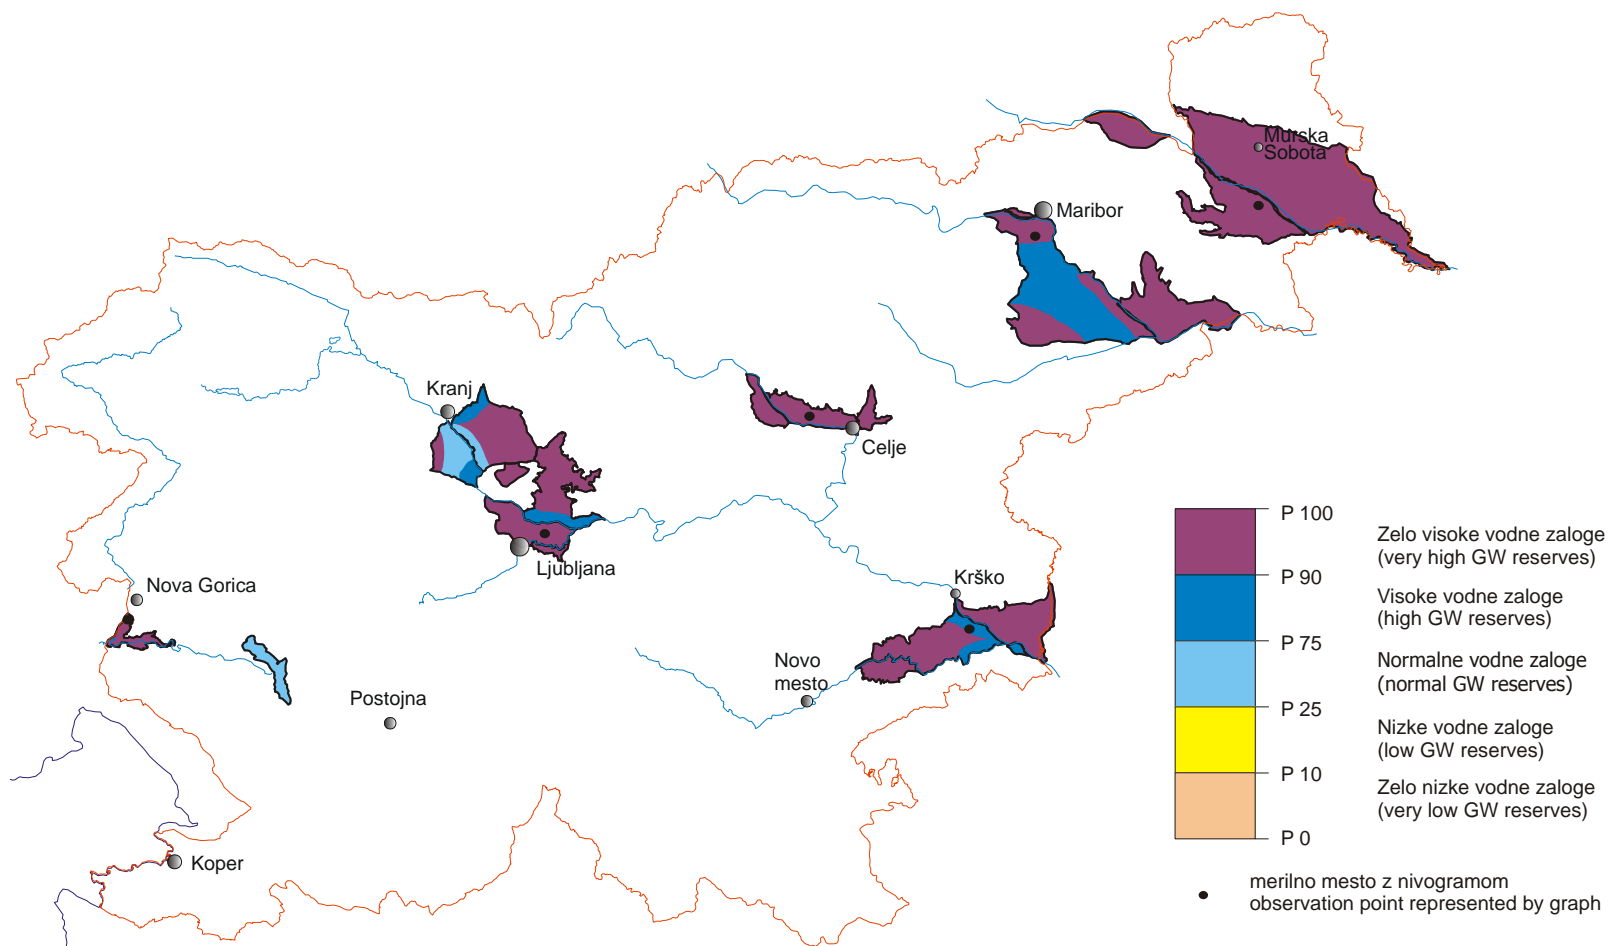 Murska
Sobota
Maribor
Kranj
Celje
Ljubljana
Nova Gorica
Krško
Novo
mesto
Postojna
Koper
P 100
Zelo visoke vodne zaloge
(very high GW reserves)
P 90
Visoke vodne zaloge
(high GW reserves)
P 75
Normalne vodne zaloge
(normal GW reserves)
P 25
Nizke vodne zaloge
(low GW reserves)
P 10
Zelo nizke vodne zaloge
(very low GW reserves)
P 0
merilno mesto z nivogramom
observation point represented by graph